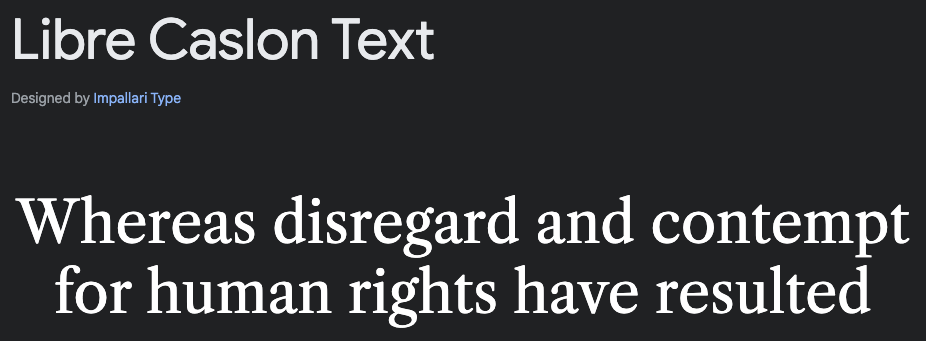 Libre Caslon Text
Designed by Impallari Type
Whereas disregard and contempt
for human rights have resulted